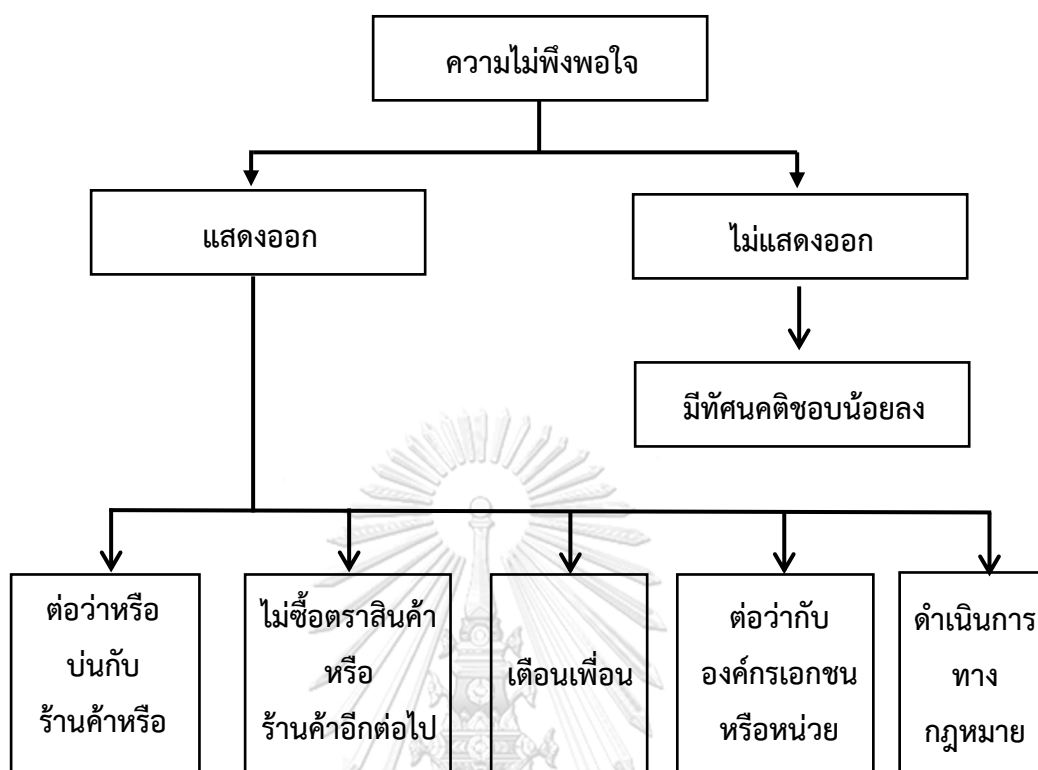 ความไม่พึงพอใจ
แสดงออก
ไม่แสดงออก
มีทัศนคติชอบน้อยลง
ต่อว่าหรือ
บ่นกับ
ร้านค้าหรือ
ไม่ซื้อตราสินค้า
หรือ
ร้านค้าอีกต่อไป
เตือนเพื่อน
ต่อว่ากับ
องค์กรเอกชน
หรือหน่วย
ดำเนินการ
ทาง
กฎหมาย